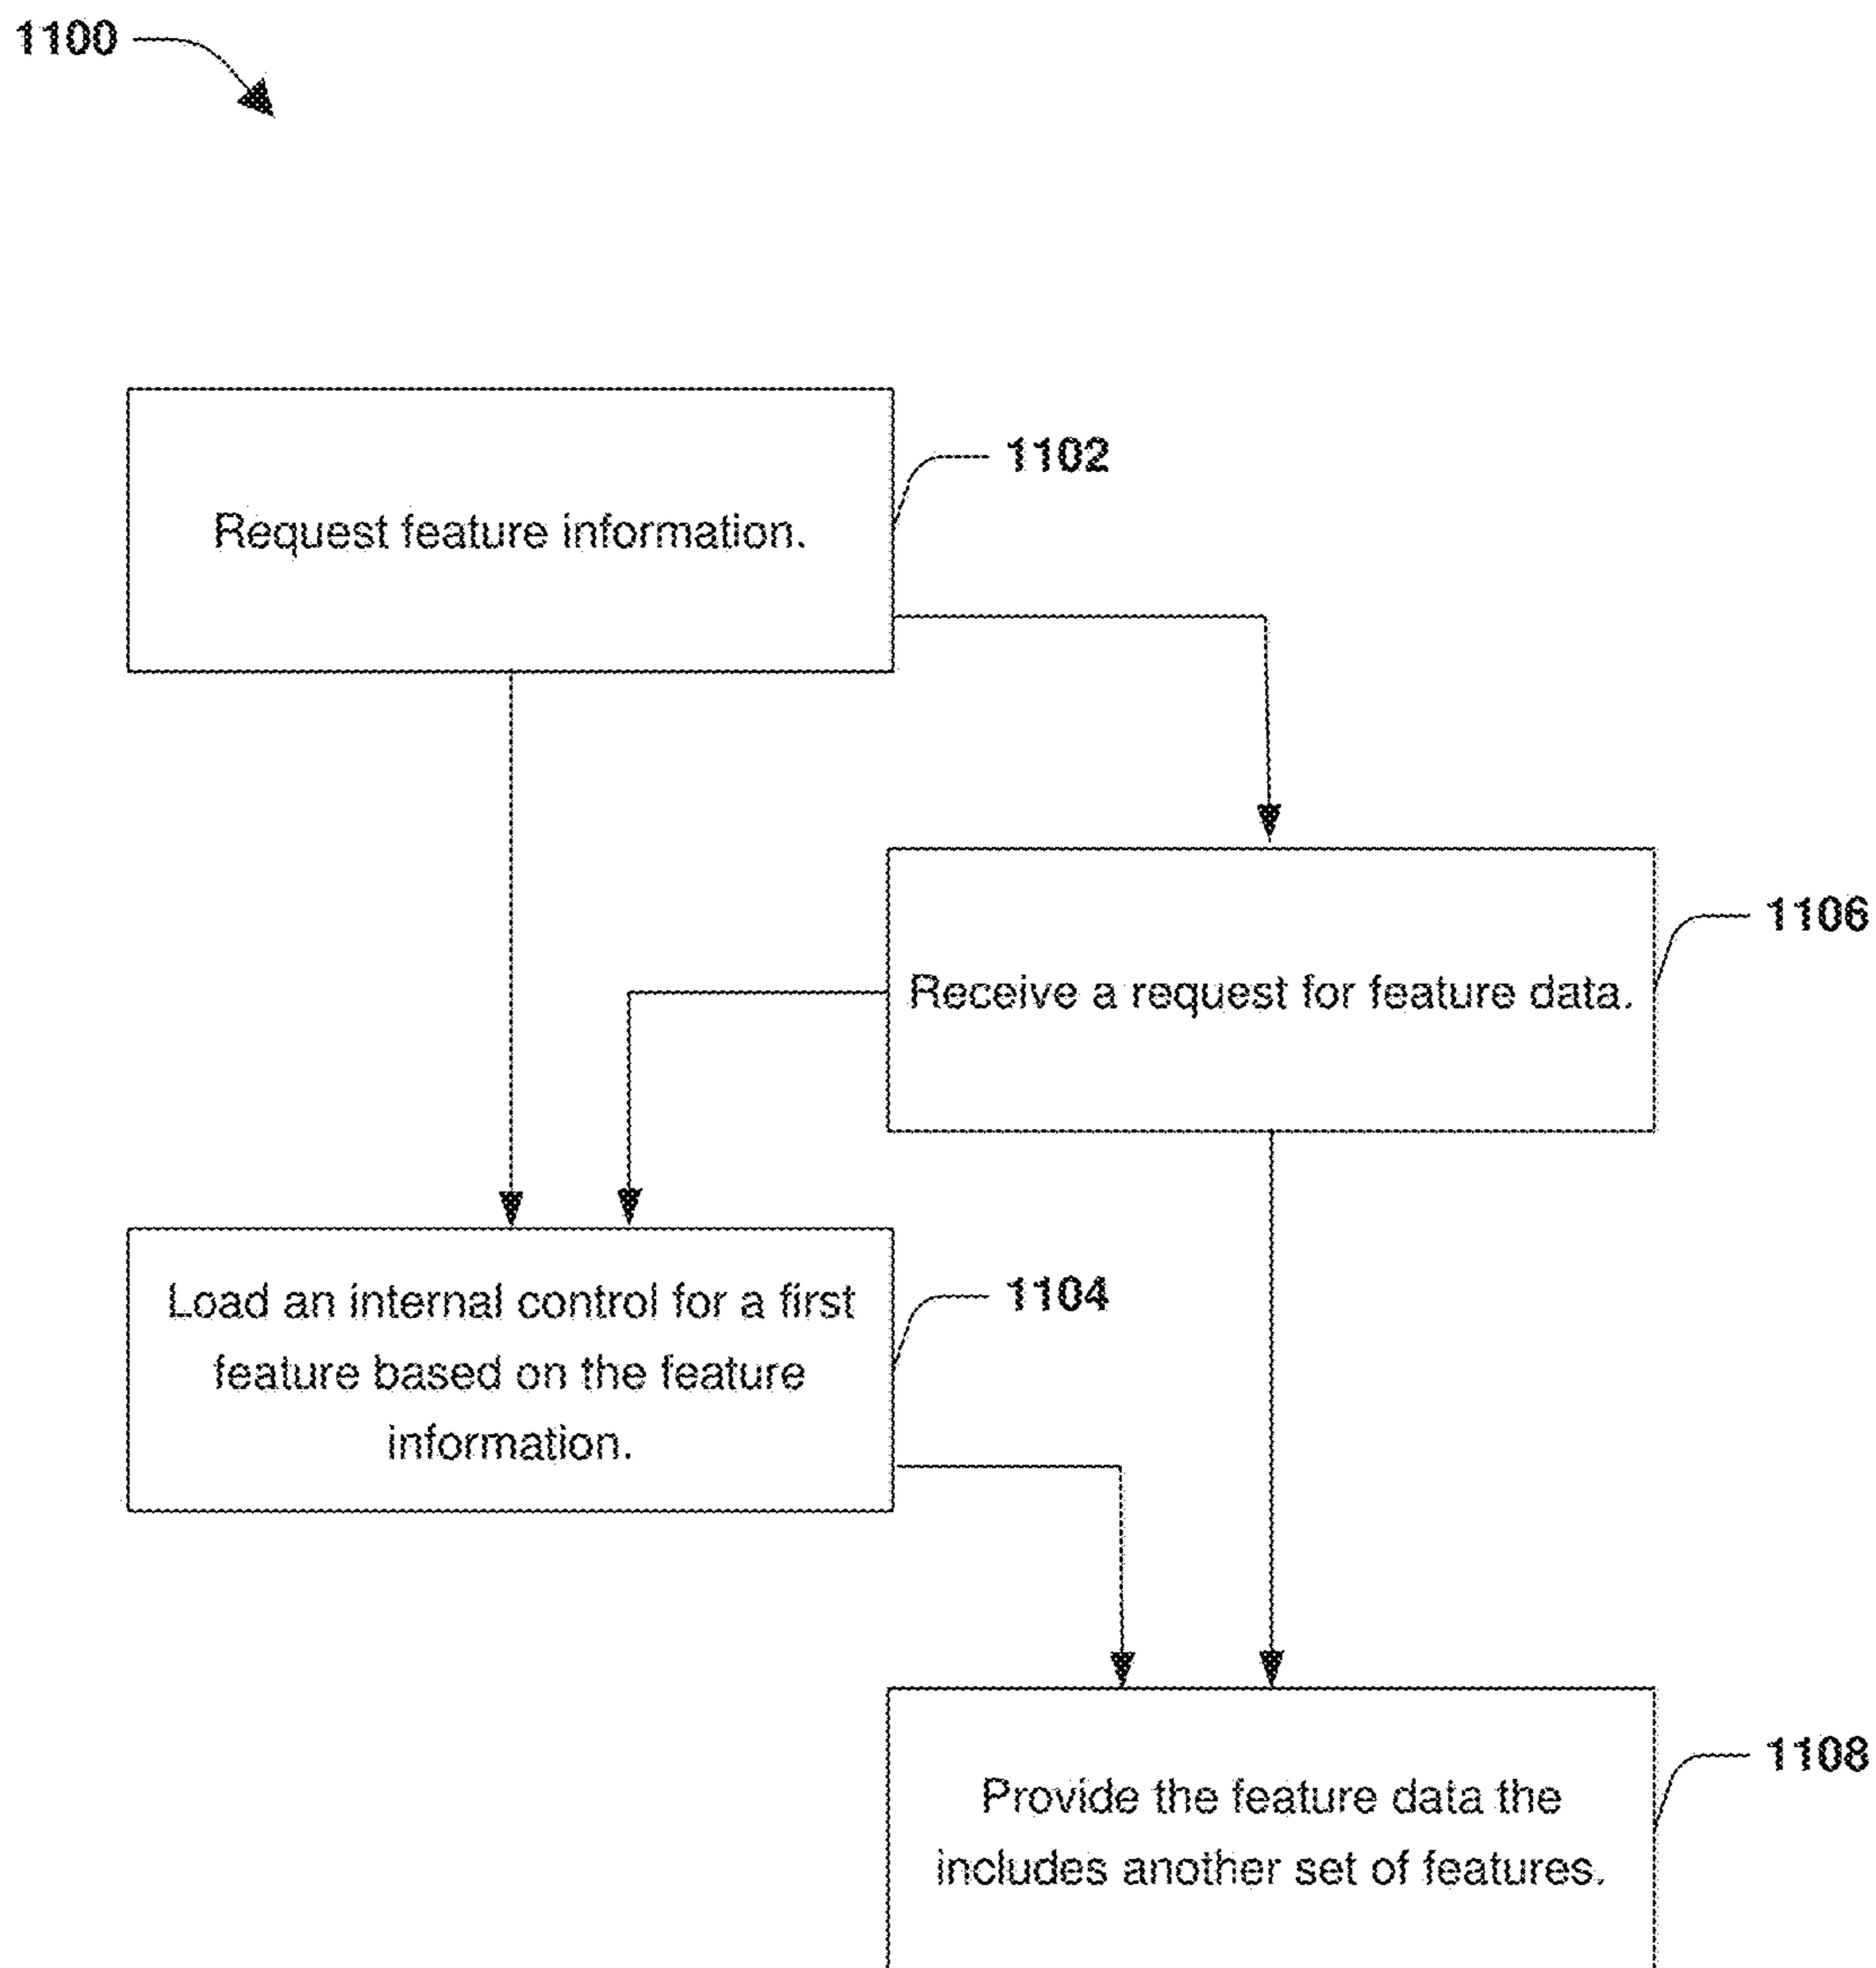 1100
1102
Request feature information.
1106
Receive a request for feature data.
1104
Load an internal control for a first
feature based on the feature
information.
1108
Provide the feature data the
includes another set of features.